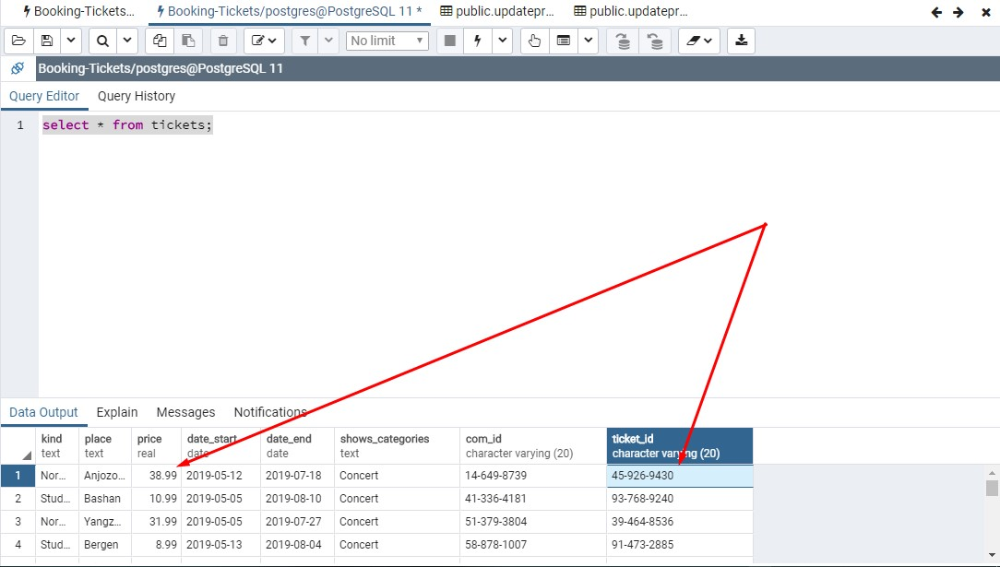 Booking-Tickets... Booking-Tickets/postgres@PostgreSQL 11 * public.updatepr... public.updatepr...
No limit
Booking-Tickets/postgres@PostgreSQL 11
Query Editor Query History
1 select * from tickets;
Data Output Explain Messages Notifications
kind place price date_start date_end shows_categories com_id ticket_id
text text real date date text character varying (20) character varying (20)
1 Nor... Anjozo... 38.99 2019-05-12 2019-07-18 Concert 14-649-8739 45-926-9430
2 Stud... Bashan 10.99 2019-05-05 2019-08-10 Concert 41-336-4181 93-768-9240
3 Nor... Yangz... 31.99 2019-05-05 2019-07-27 Concert 51-379-3804 39-464-8536
4 Stud... Bergen 8.99 2019-05-13 2019-08-04 Concert 58-878-1007 91-473-2885